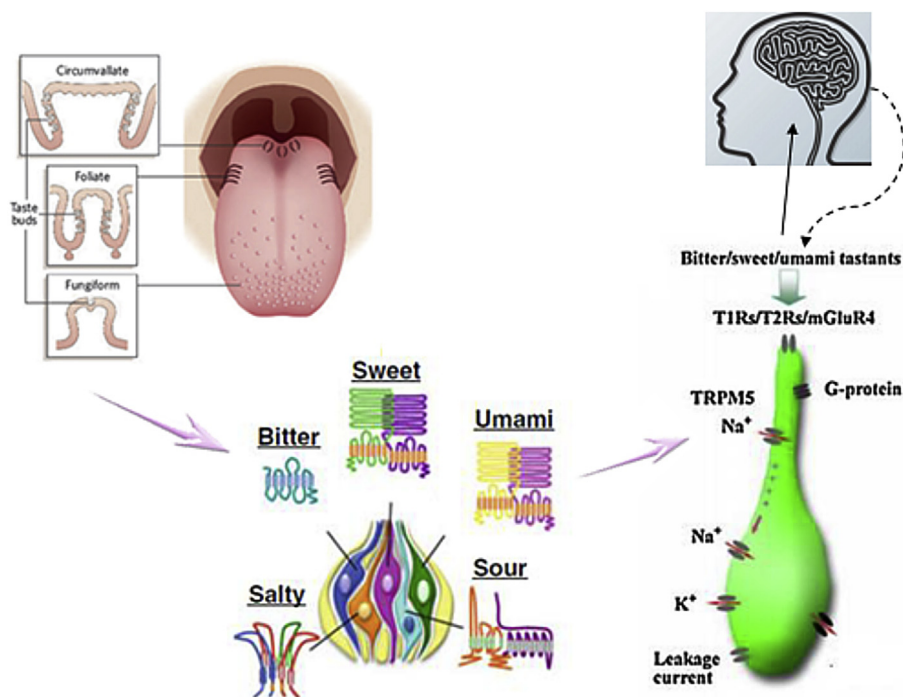 Circumvallate
Foliate
Taste
buds
Fungiform
Bitter/sweet/umami tastants
T1Rs/T2Rs/mGluR4
TRPM5
G-protein
Na+
Na+
K+
Leakage
current
Sweet
Bitter
Umami
Salty
Sour